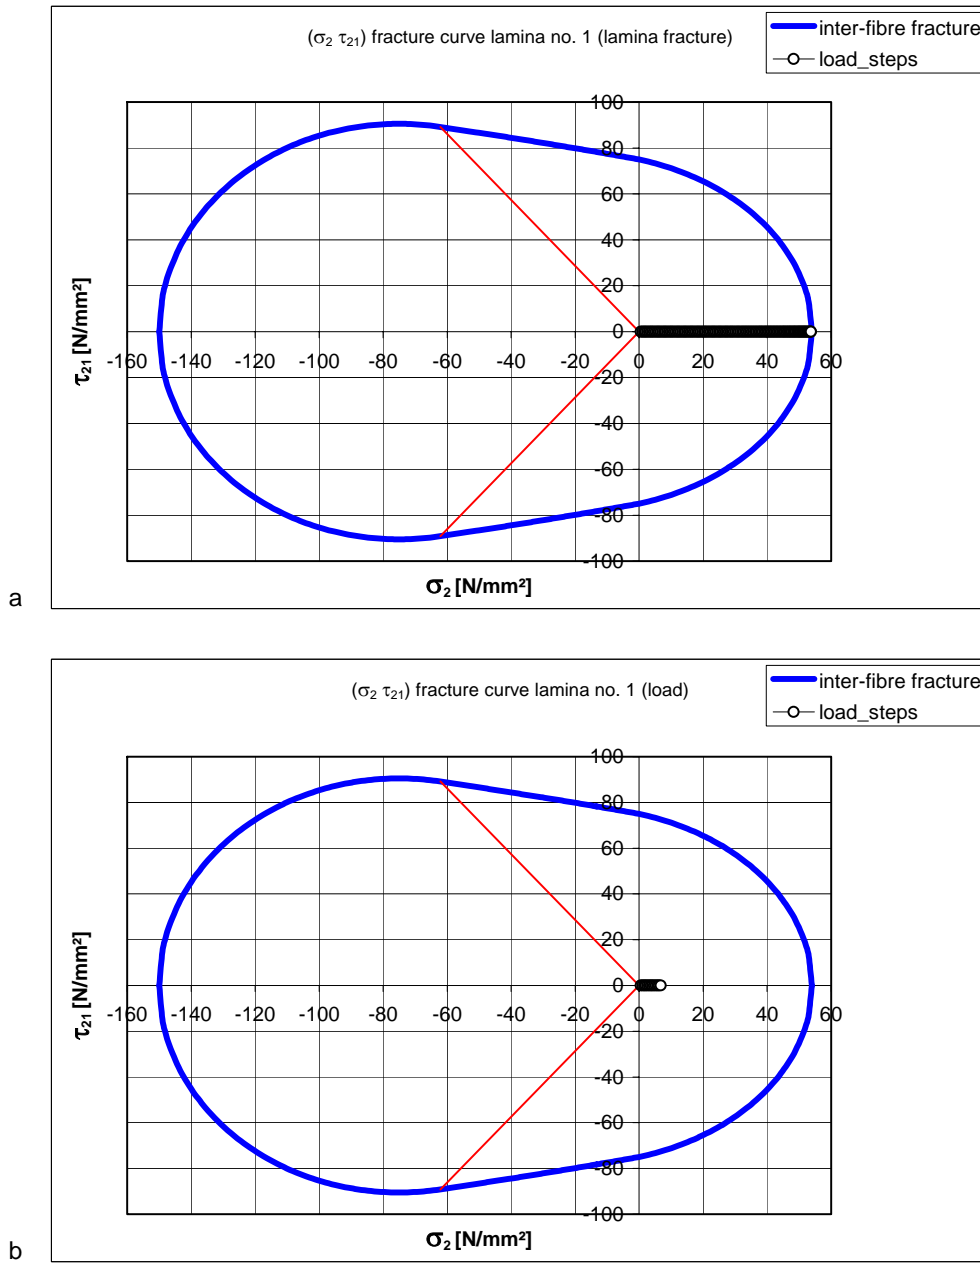 (σ2 τ21) fracture curve lamina no. 1 (lamina fracture)
inter-fibre fracture
load_steps
100
80
60
40
20
0
-20
-40
-60
-80
-100
-160 -140 -120 -100 -80 -60 -40 -20 0 20 40 60
τ21 [N/mm²]
σ2 [N/mm²]
a
(σ2 τ21) fracture curve lamina no. 1 (load)
inter-fibre fracture
load_steps
100
80
60
40
20
0
-20
-40
-60
-80
-100
-160 -140 -120 -100 -80 -60 -40 -20 0 20 40 60
τ21 [N/mm²]
σ2 [N/mm²]
b